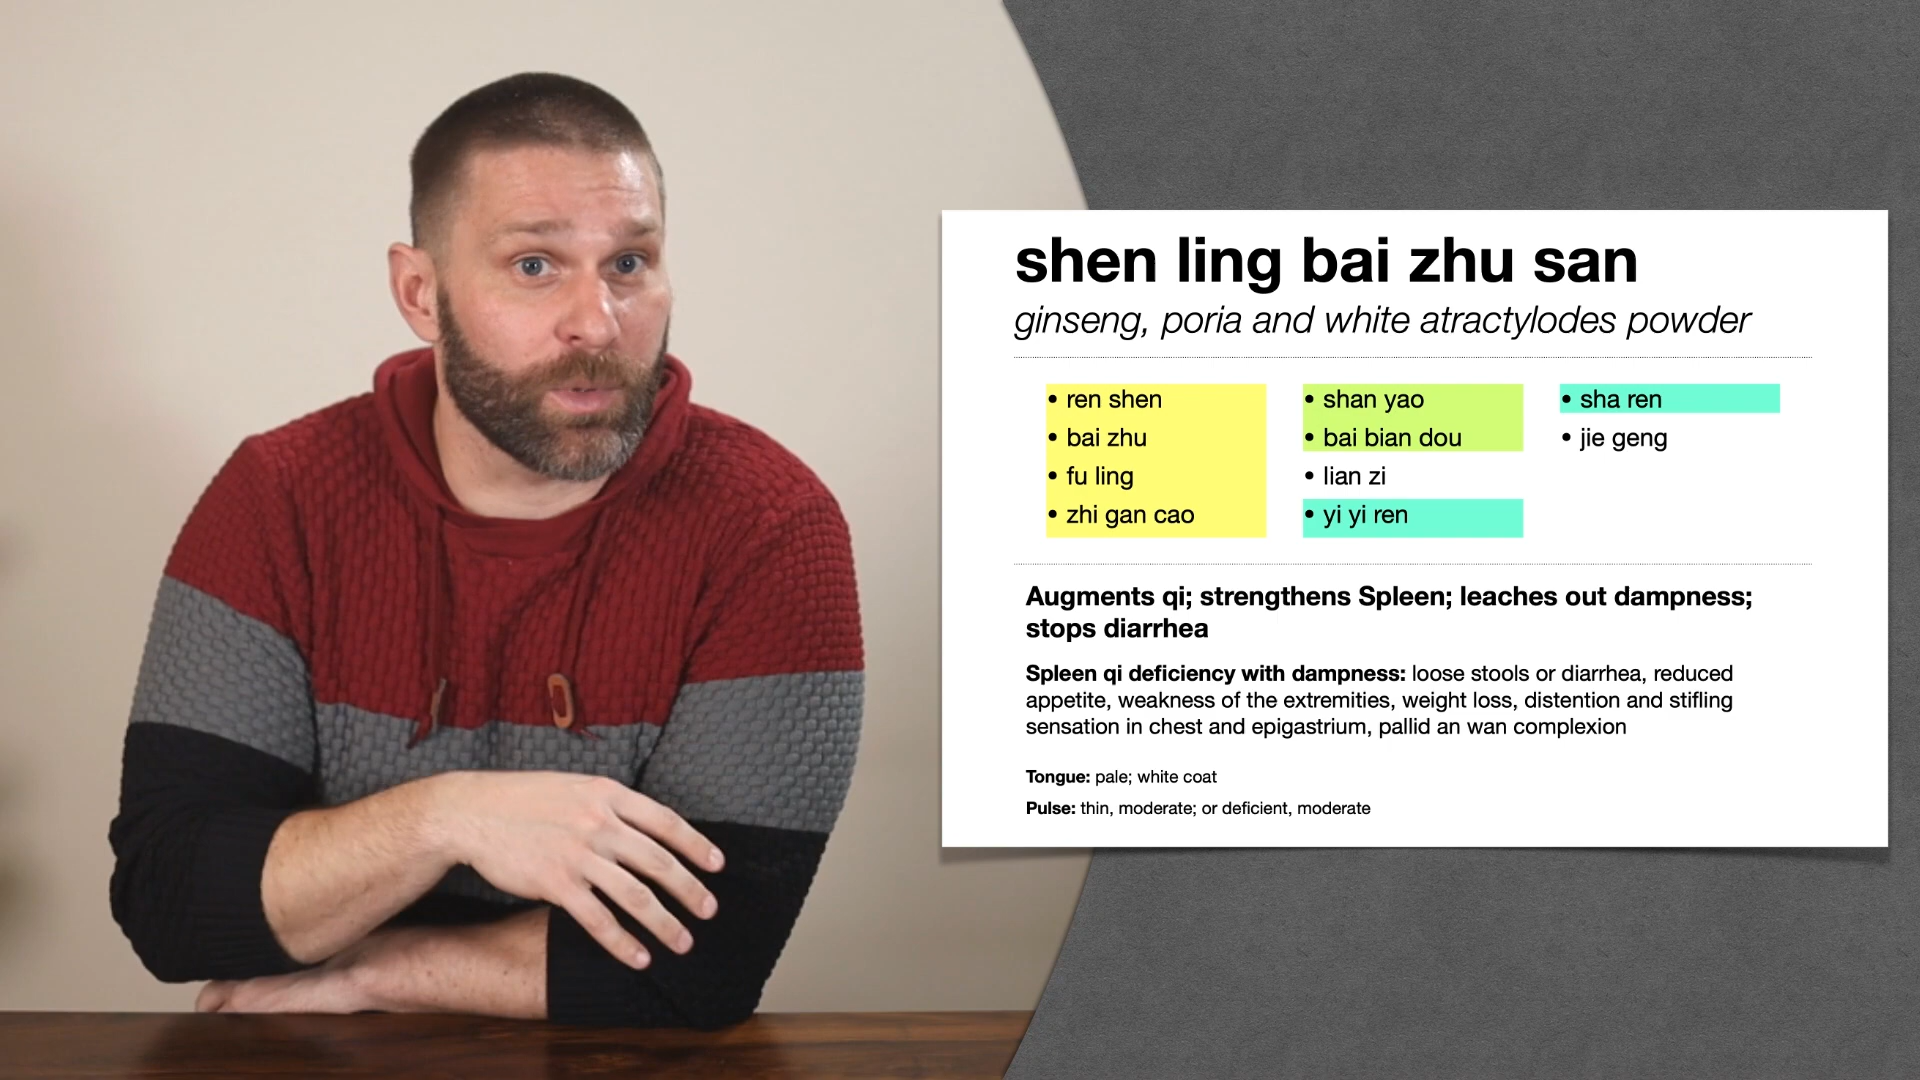 shen ling bai zhu san
ginseng, poria and white atractylodes powder
• ren shen
• bai zhu
• fu ling
• zhi gan cao
• shan yao
• bai bian dou
• lian zi
• yi yi ren
• sha ren
• jie geng
Augments qi; strengthens Spleen; leaches out dampness;
stops diarrhea
Spleen qi deficiency with dampness: loose stools or diarrhea, reduced
appetite, weakness of the extremities, weight loss, distention and stifling
sensation in chest and epigastrium, pallid an wan complexion
Tongue: pale; white coat
Pulse: thin, moderate; or deficient, moderate